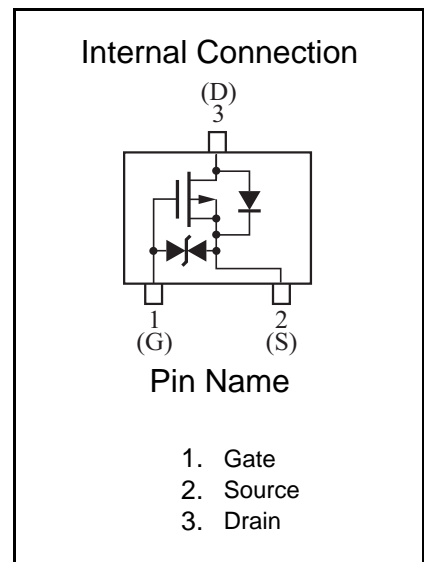 Internal Connection
(D)
3
1 2
(G) (S)
Pin Name
1. Gate
2. Source
3. Drain